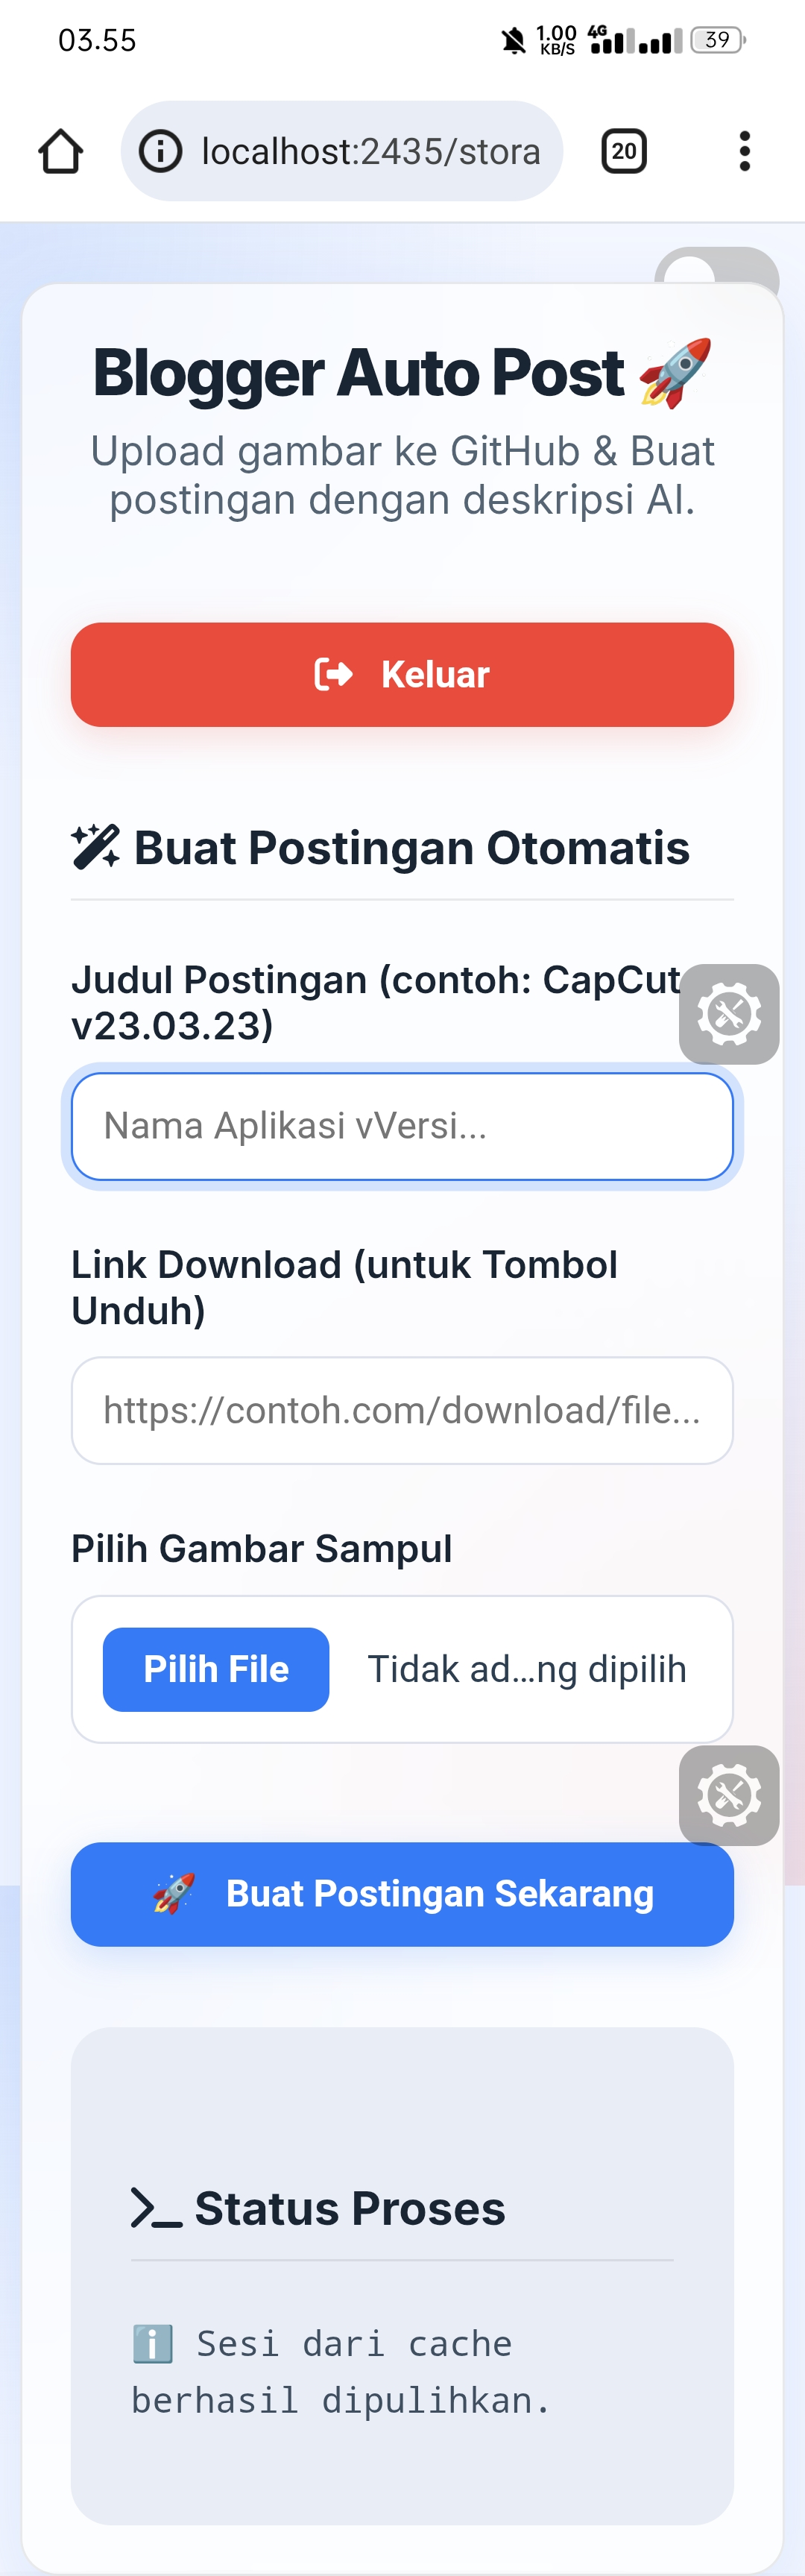 03.55
1.00
KB/S
4G
39
localhost:2435/stora
20
Blogger Auto Post 🚀
Upload gambar ke GitHub & Buat
postingan dengan deskripsi AI.
Keluar
Buat Postingan Otomatis
Judul Postingan (contoh: CapCut
v23.03.23)
Nama Aplikasi vVersi...
Link Download (untuk Tombol
Unduh)
https://contoh.com/download/file...
Pilih Gambar Sampul
Pilih File
Tidak ad...ng dipilih
🚀 Buat Postingan Sekarang
Status Proses
ℹ️ Sesi dari cache
berhasil dipulihkan.